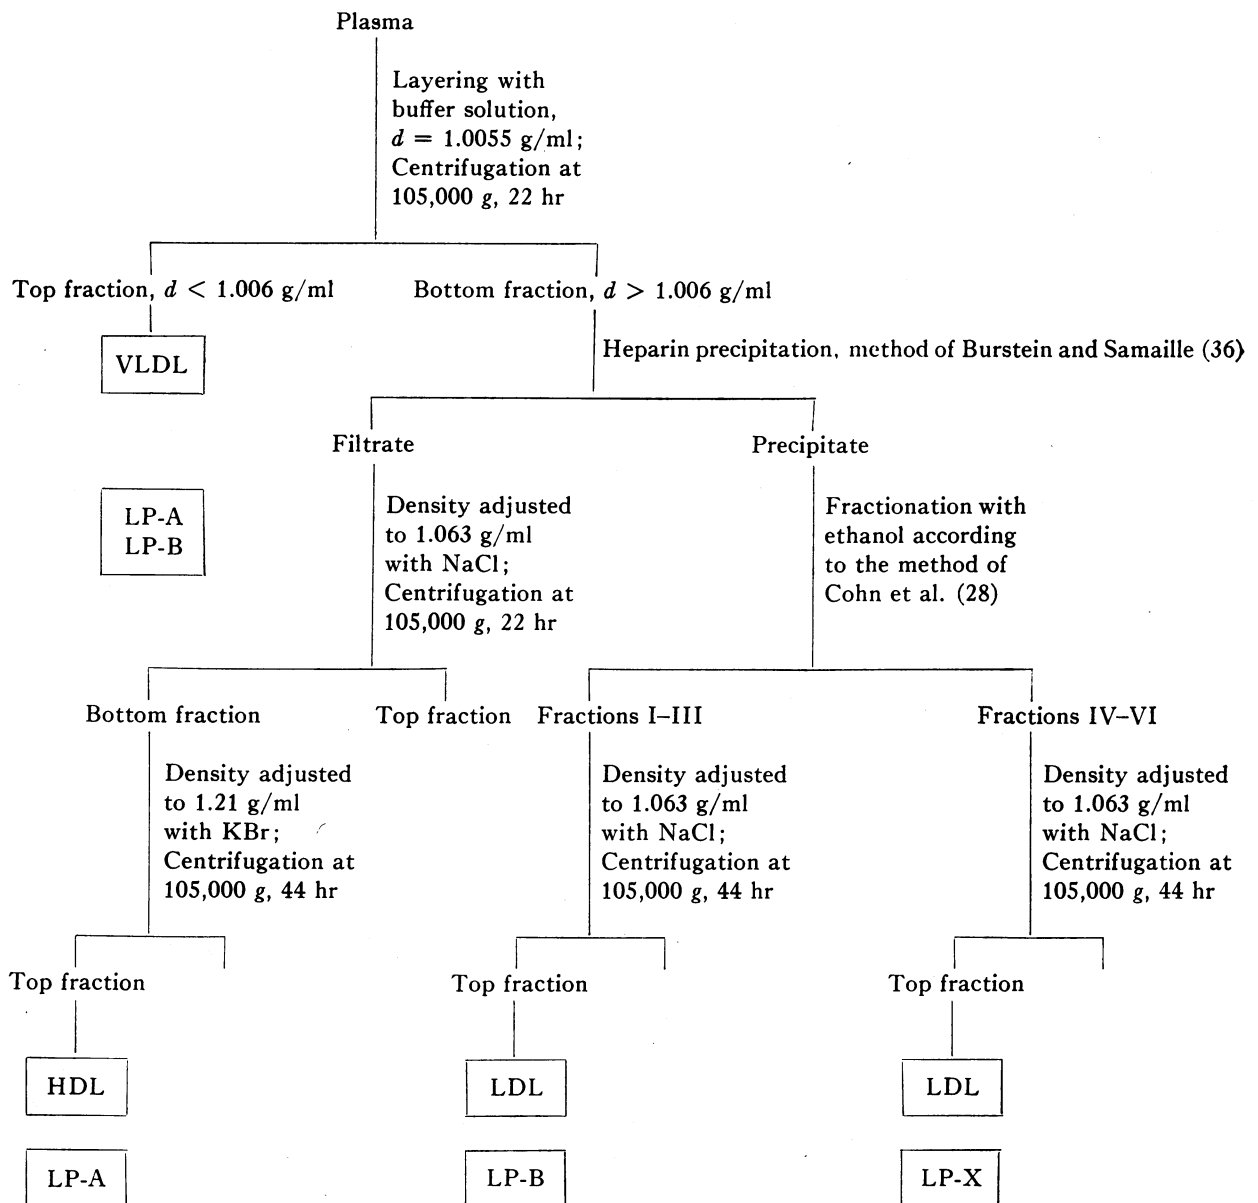 Plasma
Layering with
buffer solution,
d = 1.0055 g/ml;
Centrifugation at
105,000 g, 22 hr
Top fraction, d < 1.006 g/ml
Bottom fraction, d > 1.006 g/ml
VLDL
Heparin precipitation, method of Burstein and Samaille (36)
Filtrate
Precipitate
LP-A
LP-B
Density adjusted
to 1.063 g/ml
with NaCl;
Centrifugation at
105,000 g, 22 hr
Fractionation with
ethanol according
to the method of
Cohn et al. (28)
Bottom fraction
Top fraction
Fractions I–III
Fractions IV–VI
Density adjusted
to 1.21 g/ml
with KBr;
Centrifugation at
105,000 g, 44 hr
Density adjusted
to 1.063 g/ml
with NaCl;
Centrifugation at
105,000 g, 44 hr
Density adjusted
to 1.063 g/ml
with NaCl;
Centrifugation at
105,000 g, 44 hr
Top fraction
Top fraction
Top fraction
HDL
LDL
LDL
LP-A
LP-B
LP-X